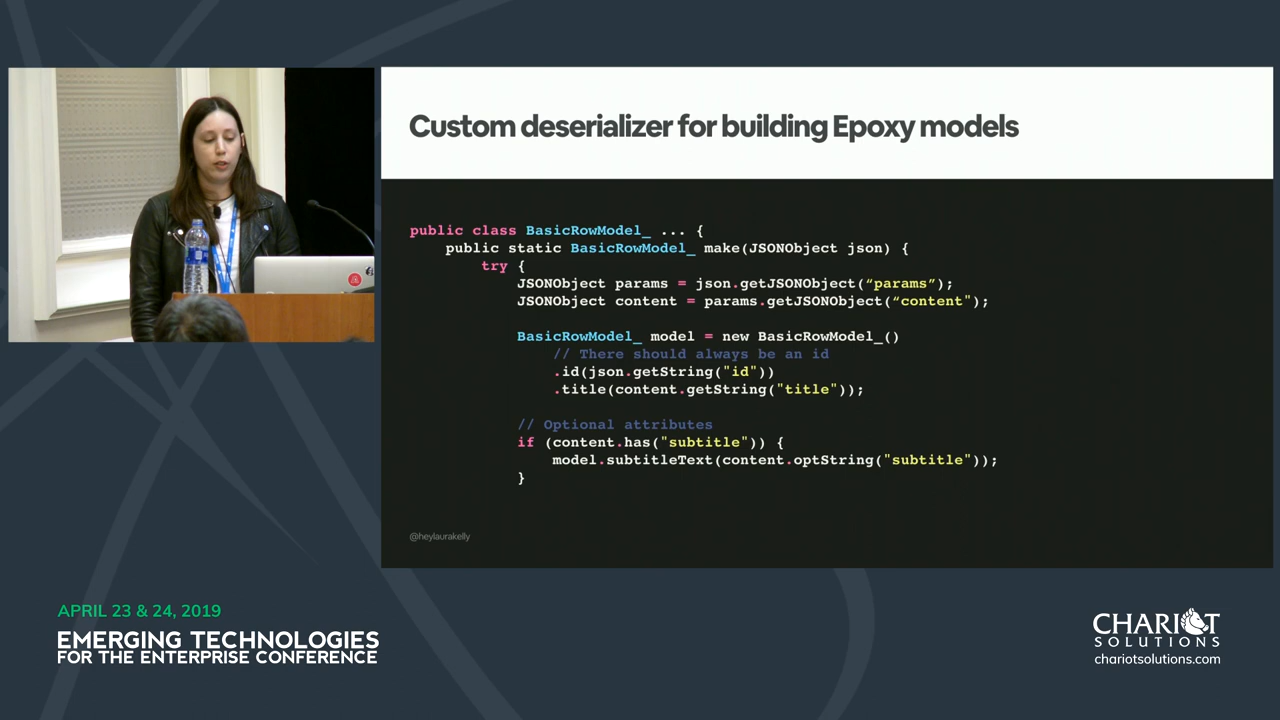 Custom deserializer for building Epoxy models
public class BasicRowModel_ ... {
public static BasicRowModel_ make(JSONObject json) {
try {
JSONObject params = json.getJSONObject(“params”);
JSONObject content = params.getJSONObject(“content");
BasicRowModel_ model = new BasicRowModel_()
// There should always be an id
.id(json.getString("id"))
.title(content.getString("title"));
// Optional attributes
if (content.has("subtitle")) {
model.subtitleText(content.optString("subtitle"));
}
@heylaurakelly
APRIL 23 & 24, 2019
EMERGING TECHNOLOGIES
FOR THE ENTERPRISE CONFERENCE
CHARIOT
SOLUTIONS
chariotsolutions.com